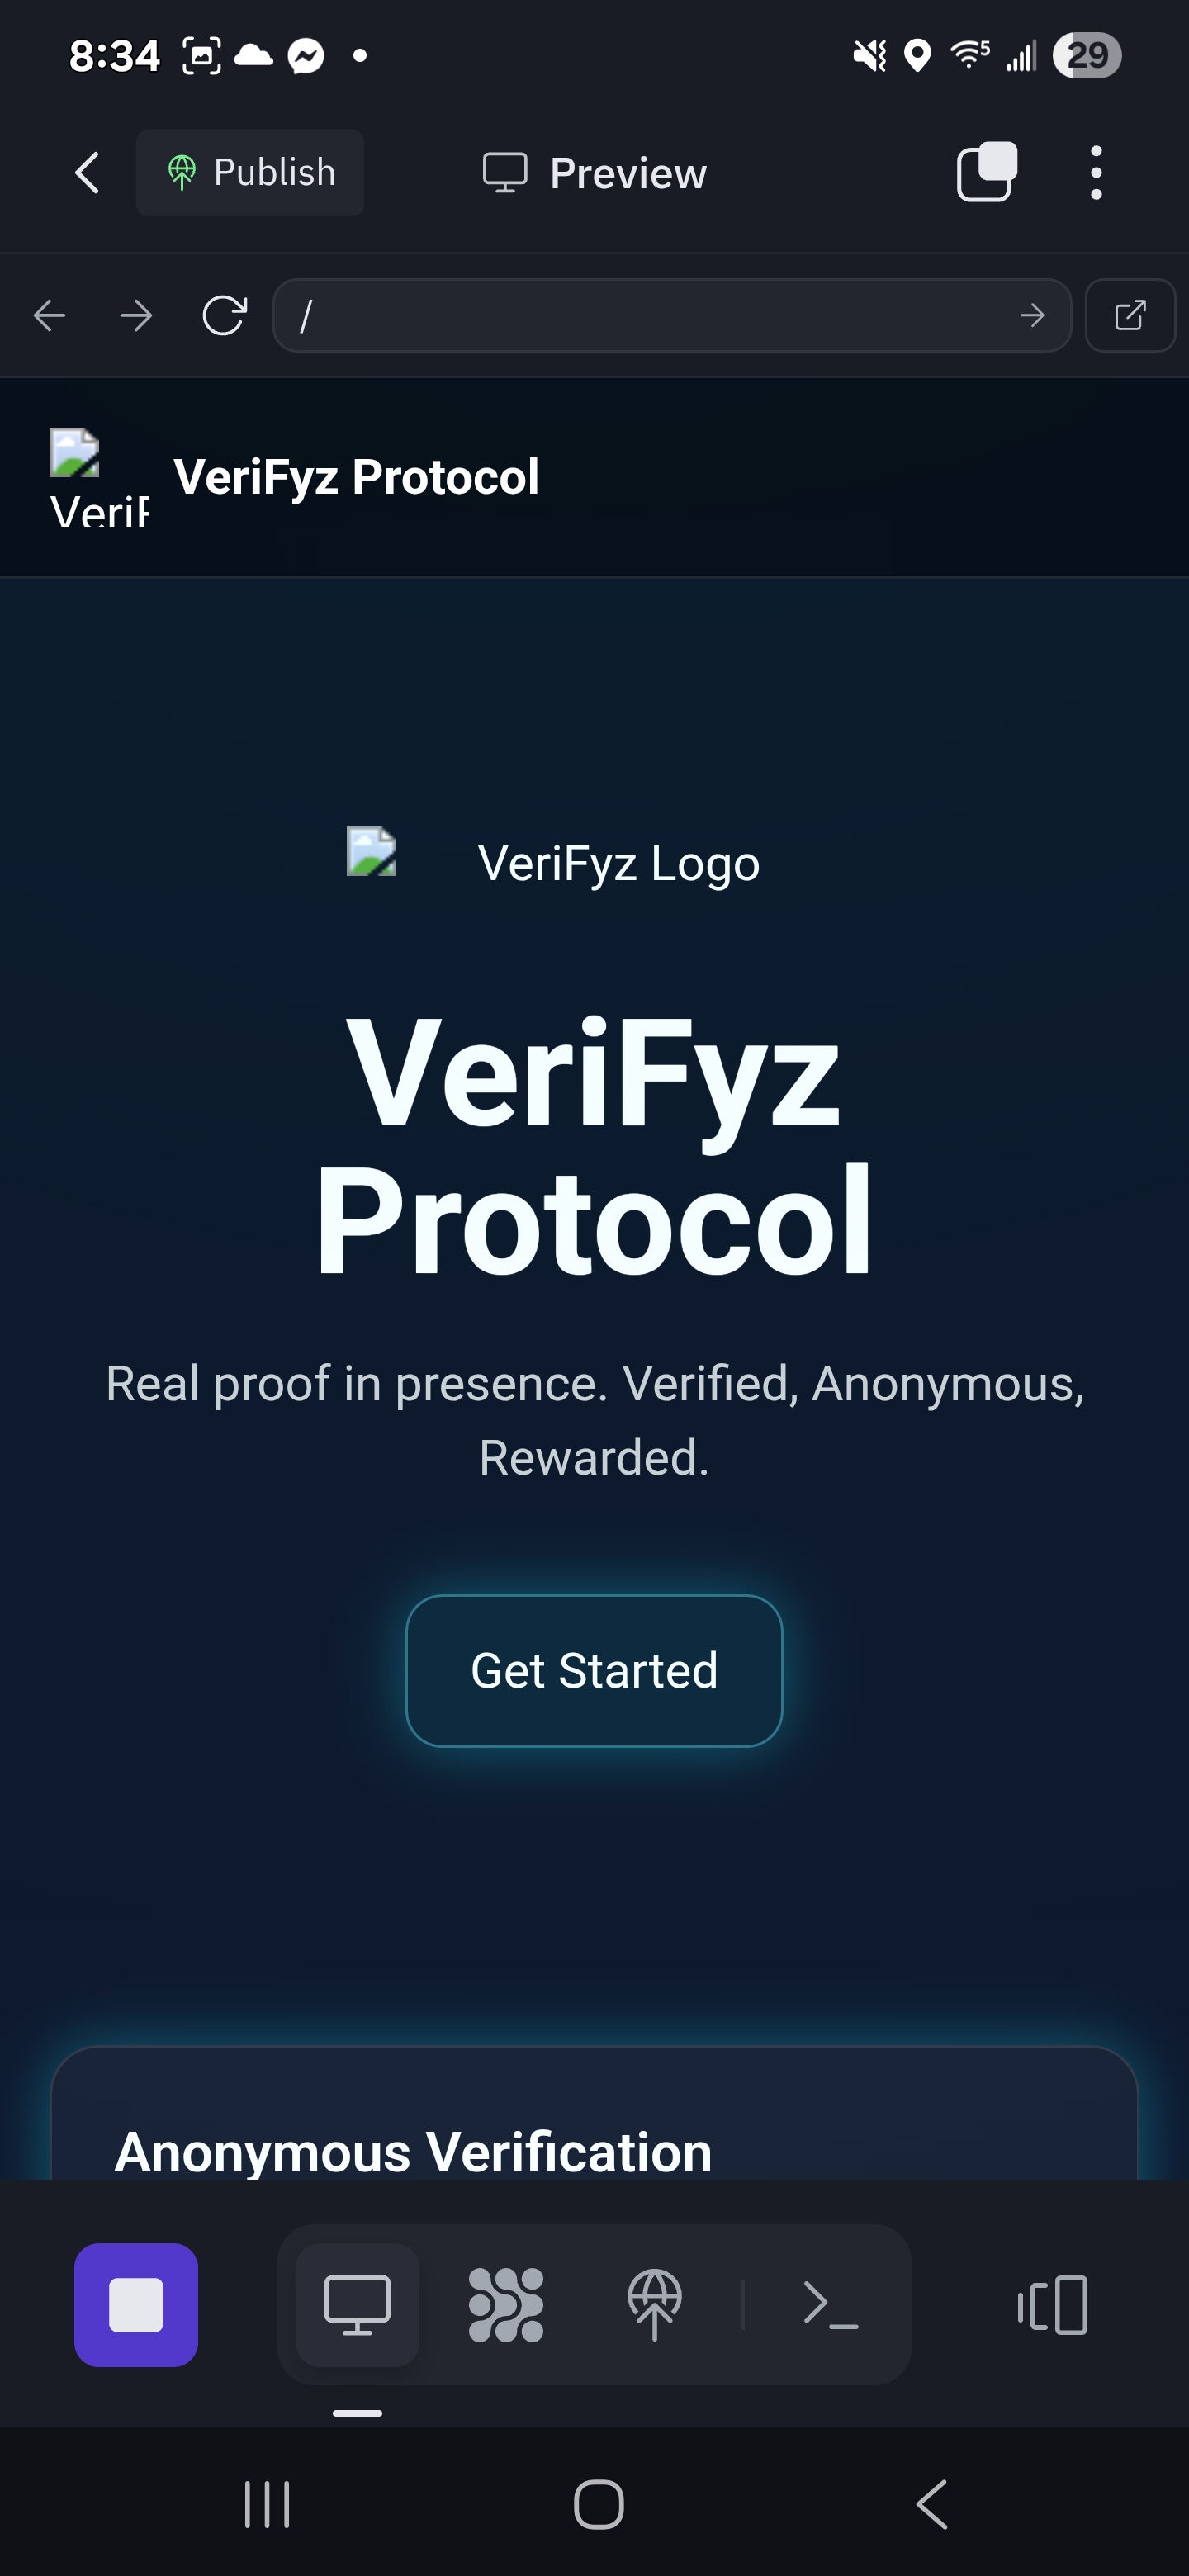 8:34
5
29
Publish
Preview
/
VeriFyz Protocol
VeriF
VeriFyz Logo
VeriFyz
Protocol
Real proof in presence. Verified, Anonymous,
Rewarded.
Get Started
Anonymous Verification